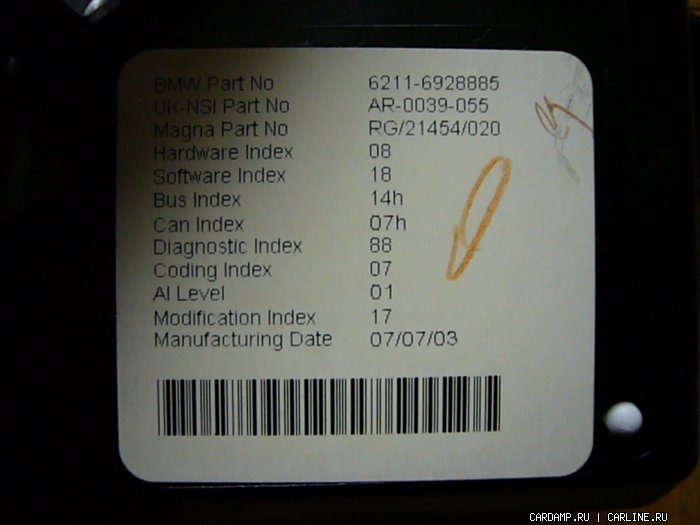 BMW Part No 6211-6928885
UK-NSI Part No AR-0039-055
Magna Part No RG/21454/020
Hardware Index 08
Software Index 18
Bus Index 14h
Can Index 07h
Diagnostic Index 88
Coding Index 07
AI Level 01
Modification Index 17
Manufacturing Date 07/07/03
CARDAMP.RU | CARLINE.RU